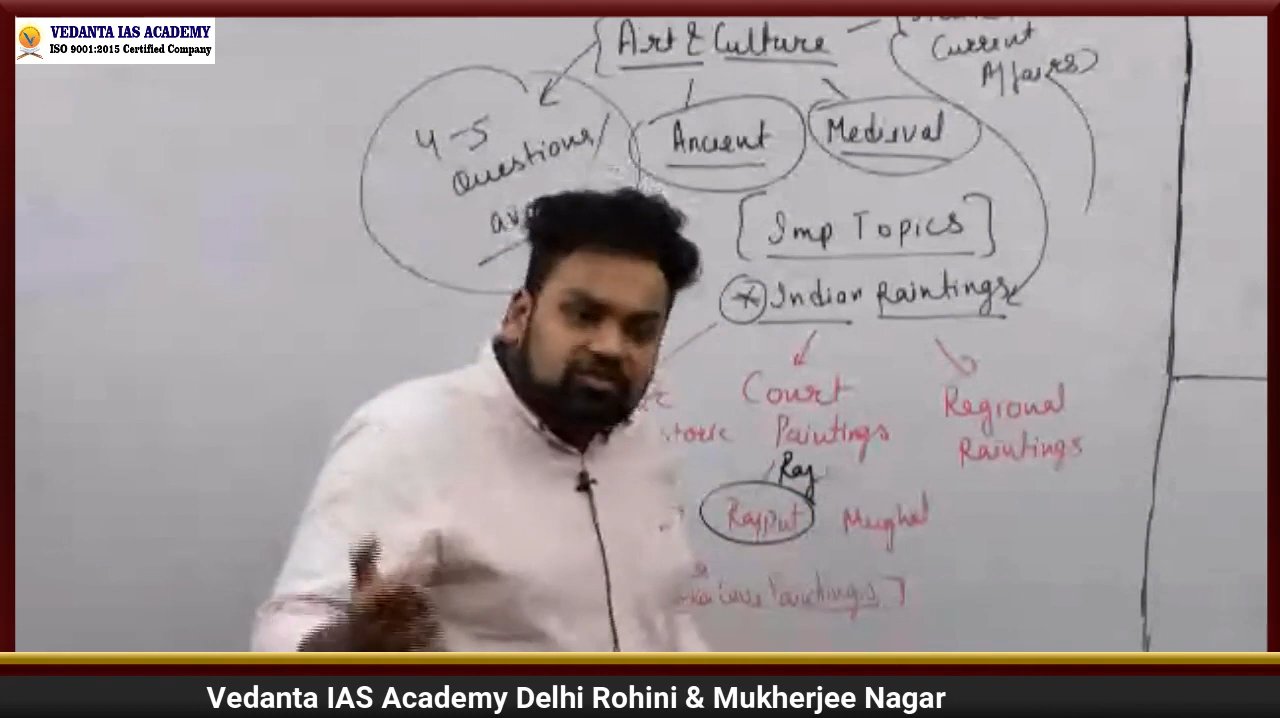 VEDANTA IAS ACADEMY
ISO 9001:2015 Certified Company
Art & Culture
Current
Affairs
4-5
Questions
Ancient
Medieval
[Imp Topics]
Indian Paintings
Court
Paintings
Regional
Paintings
Raj
Rajput
Mughal
Paintings]
Vedanta IAS Academy Delhi Rohini & Mukherjee Nagar